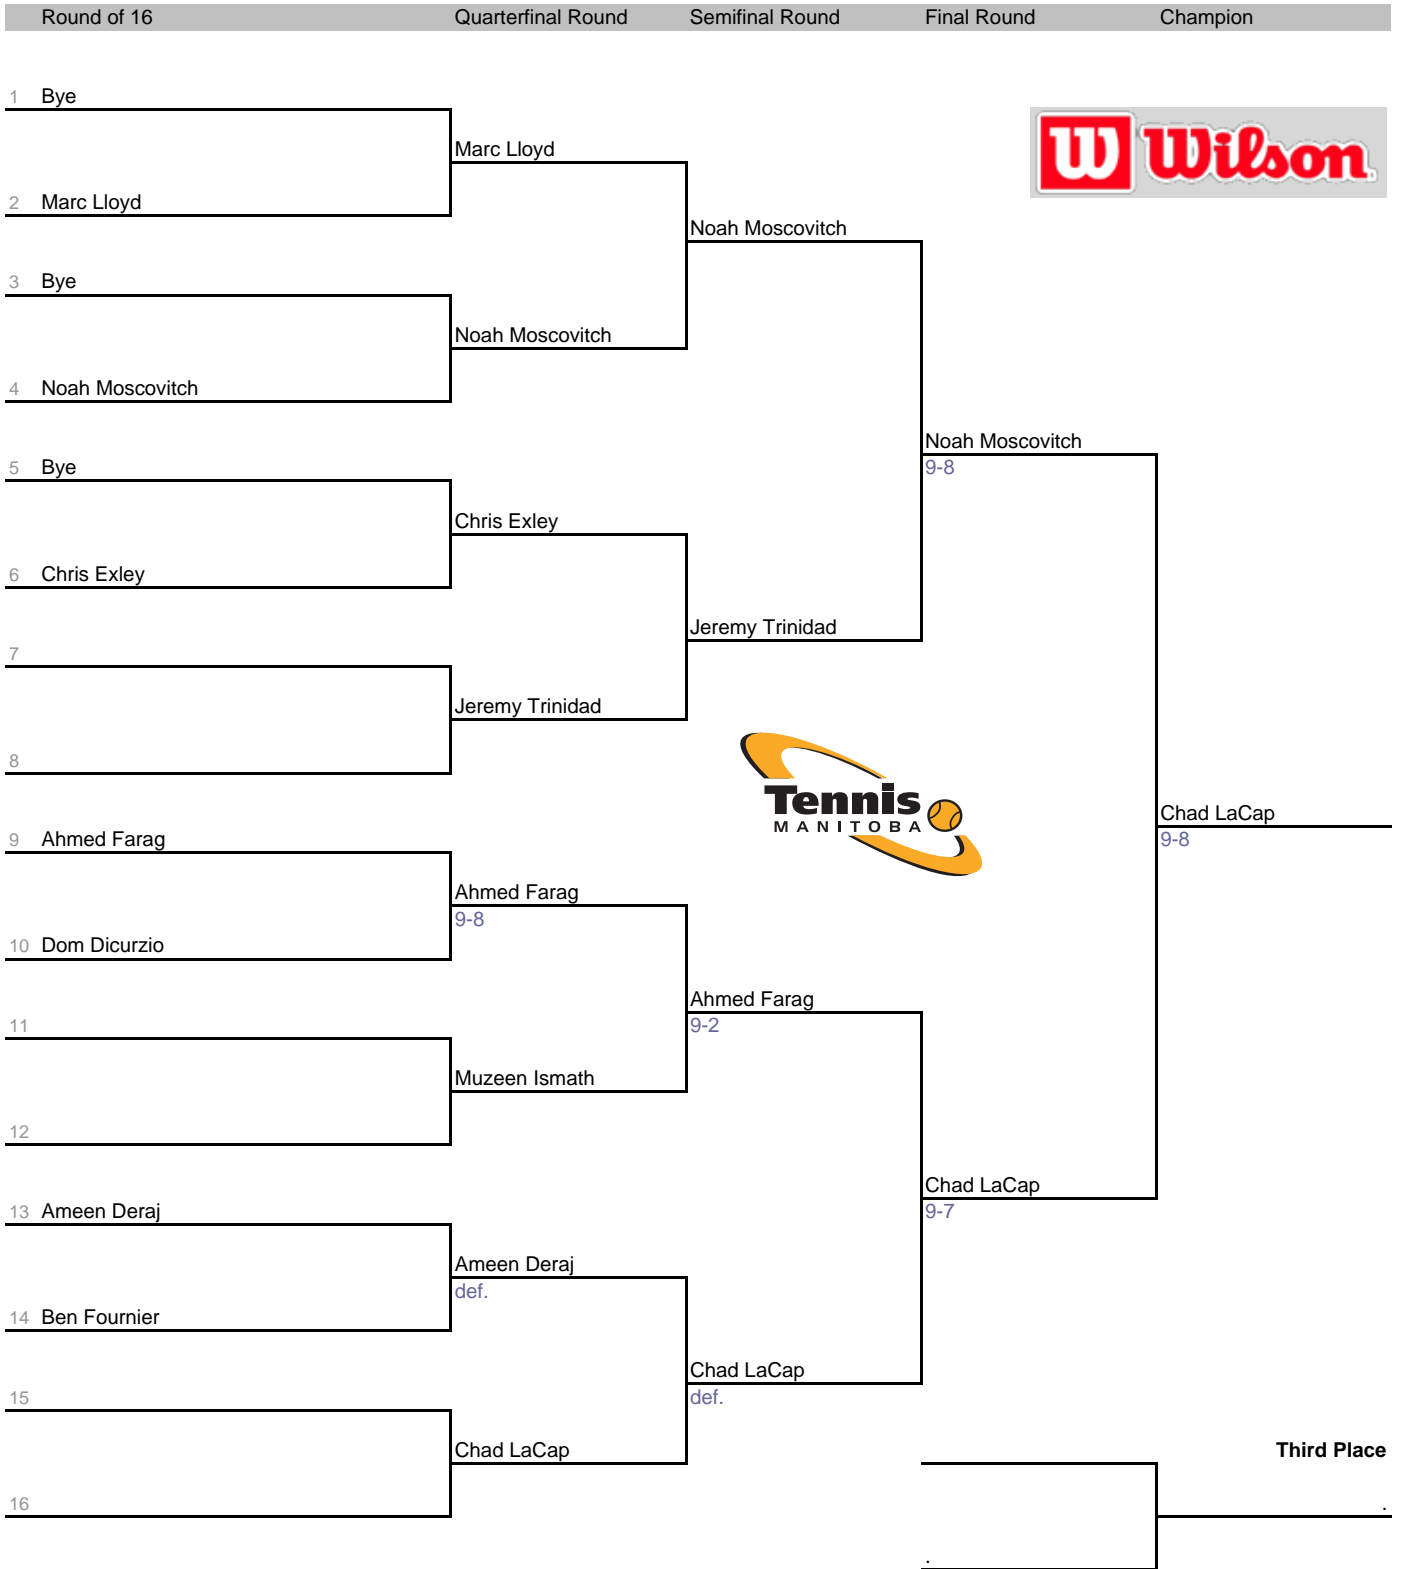 Round of 16 Quarterfinal Round Semifinal Round Final Round Champion
1 Bye
W Wilson
Marc Lloyd
2 Marc Lloyd
Noah Moscovitch
3 Bye
Noah Moscovitch
4 Noah Moscovitch
Noah Moscovitch
5 Bye
9-8
Chris Exley
6 Chris Exley
Jeremy Trinidad
7
Jeremy Trinidad
8
Tennis
MANITOBA
Chad LaCap
9 Ahmed Farag
9-8
Ahmed Farag
9-8
10 Dom Dicurzio
Ahmed Farag
11
9-2
Muzeen Ismath
12
Chad LaCap
13 Ameen Deraj
9-7
Ameen Deraj
def.
14 Ben Fournier
Chad LaCap
15
def.
Chad LaCap
Third Place
16
.
.